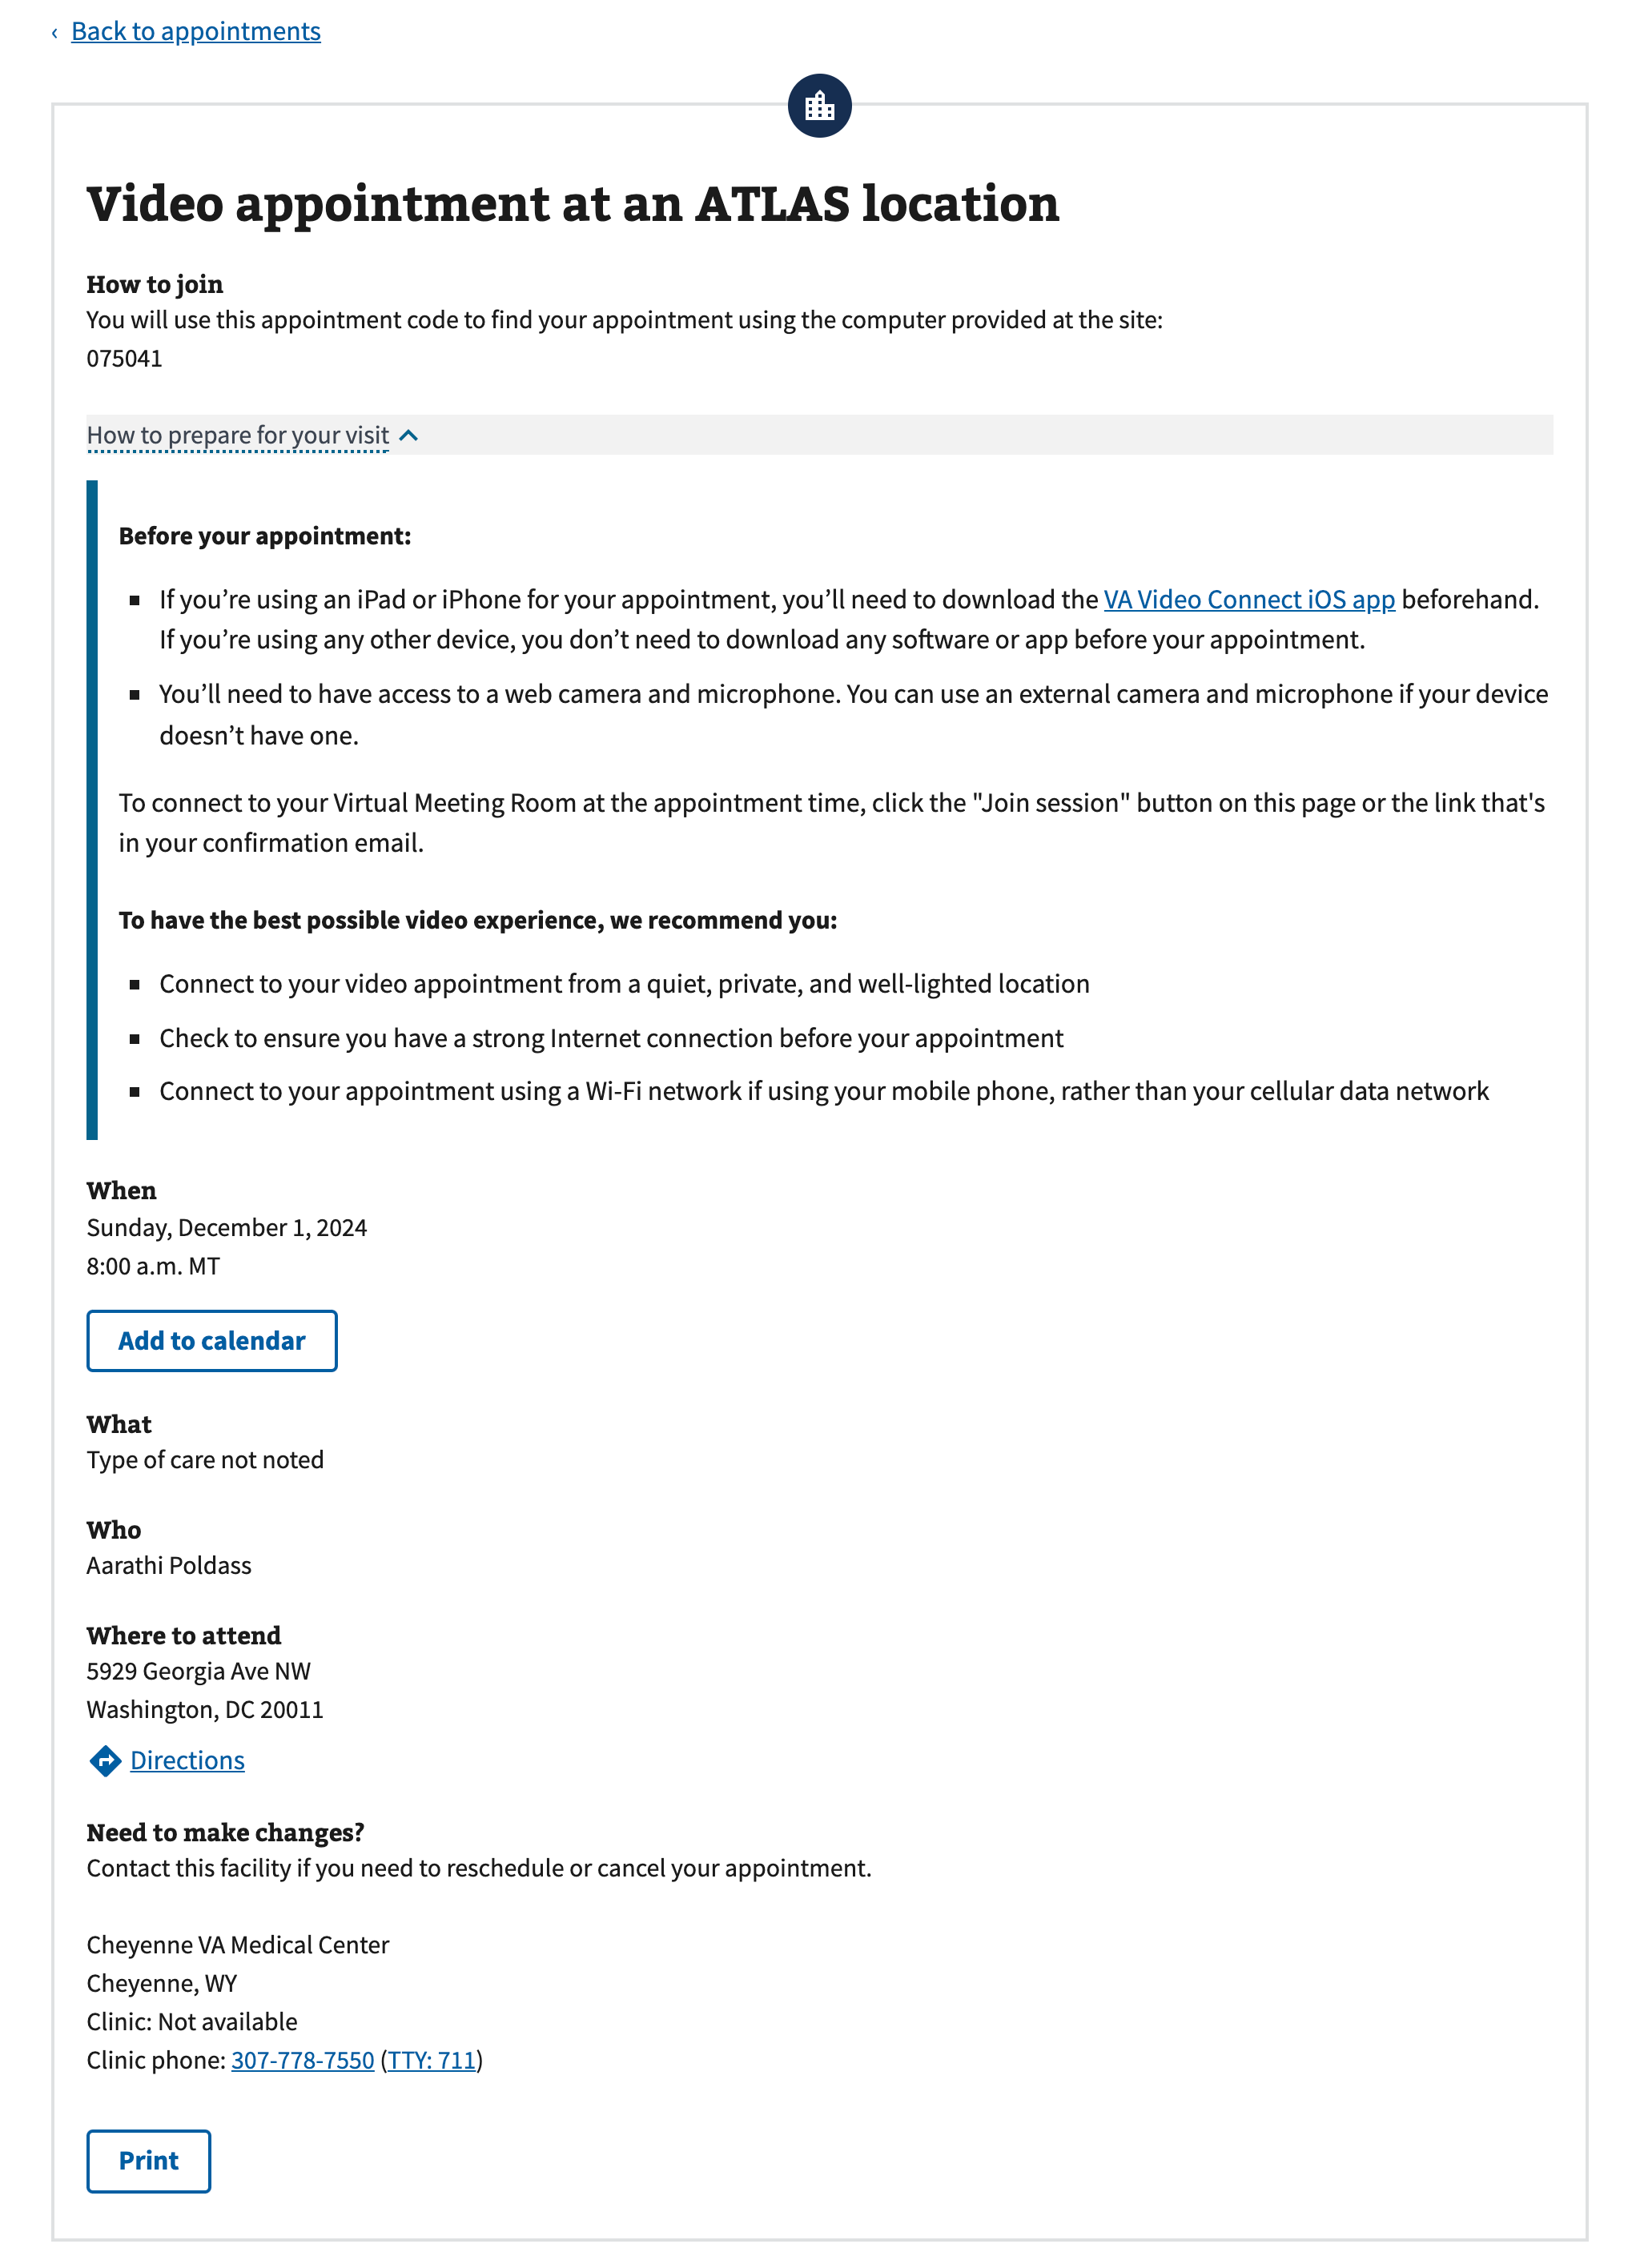 ‹ Back to appointments
Video appointment at an ATLAS location
How to join
You will use this appointment code to find your appointment using the computer provided at the site:
075041
How to prepare for your visit
Before your appointment:
▪ If you’re using an iPad or iPhone for your appointment, you’ll need to download the VA Video Connect iOS app beforehand.
If you’re using any other device, you don’t need to download any software or app before your appointment.
▪ You’ll need to have access to a web camera and microphone. You can use an external camera and microphone if your device
doesn’t have one.
To connect to your Virtual Meeting Room at the appointment time, click the "Join session" button on this page or the link that's
in your confirmation email.
To have the best possible video experience, we recommend you:
▪ Connect to your video appointment from a quiet, private, and well-lighted location
▪ Check to ensure you have a strong Internet connection before your appointment
▪ Connect to your appointment using a Wi-Fi network if using your mobile phone, rather than your cellular data network
When
Sunday, December 1, 2024
8:00 a.m. MT
Add to calendar
What
Type of care not noted
Who
Aarathi Poldass
Where to attend
5929 Georgia Ave NW
Washington, DC 20011
Directions
Need to make changes?
Contact this facility if you need to reschedule or cancel your appointment.
Cheyenne VA Medical Center
Cheyenne, WY
Clinic: Not available
Clinic phone: 307-778-7550 (TTY: 711)
Print